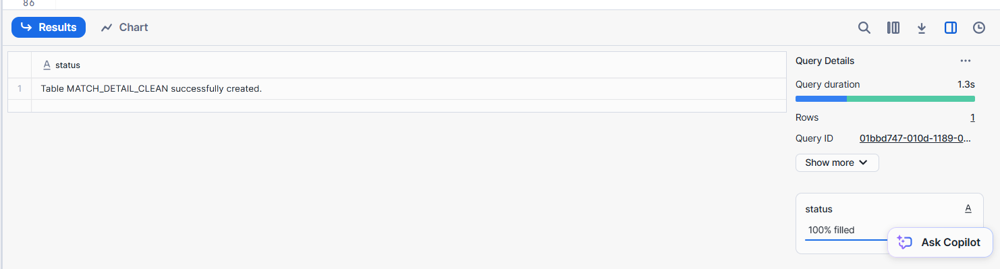 86
Results
Chart
A status
1 Table MATCH_DETAIL_CLEAN successfully created.
Query Details
Query duration 1.3s
Rows 1
Query ID 01bbd747-010d-1189-0...
Show more
status A
100% filled
Ask Copilot